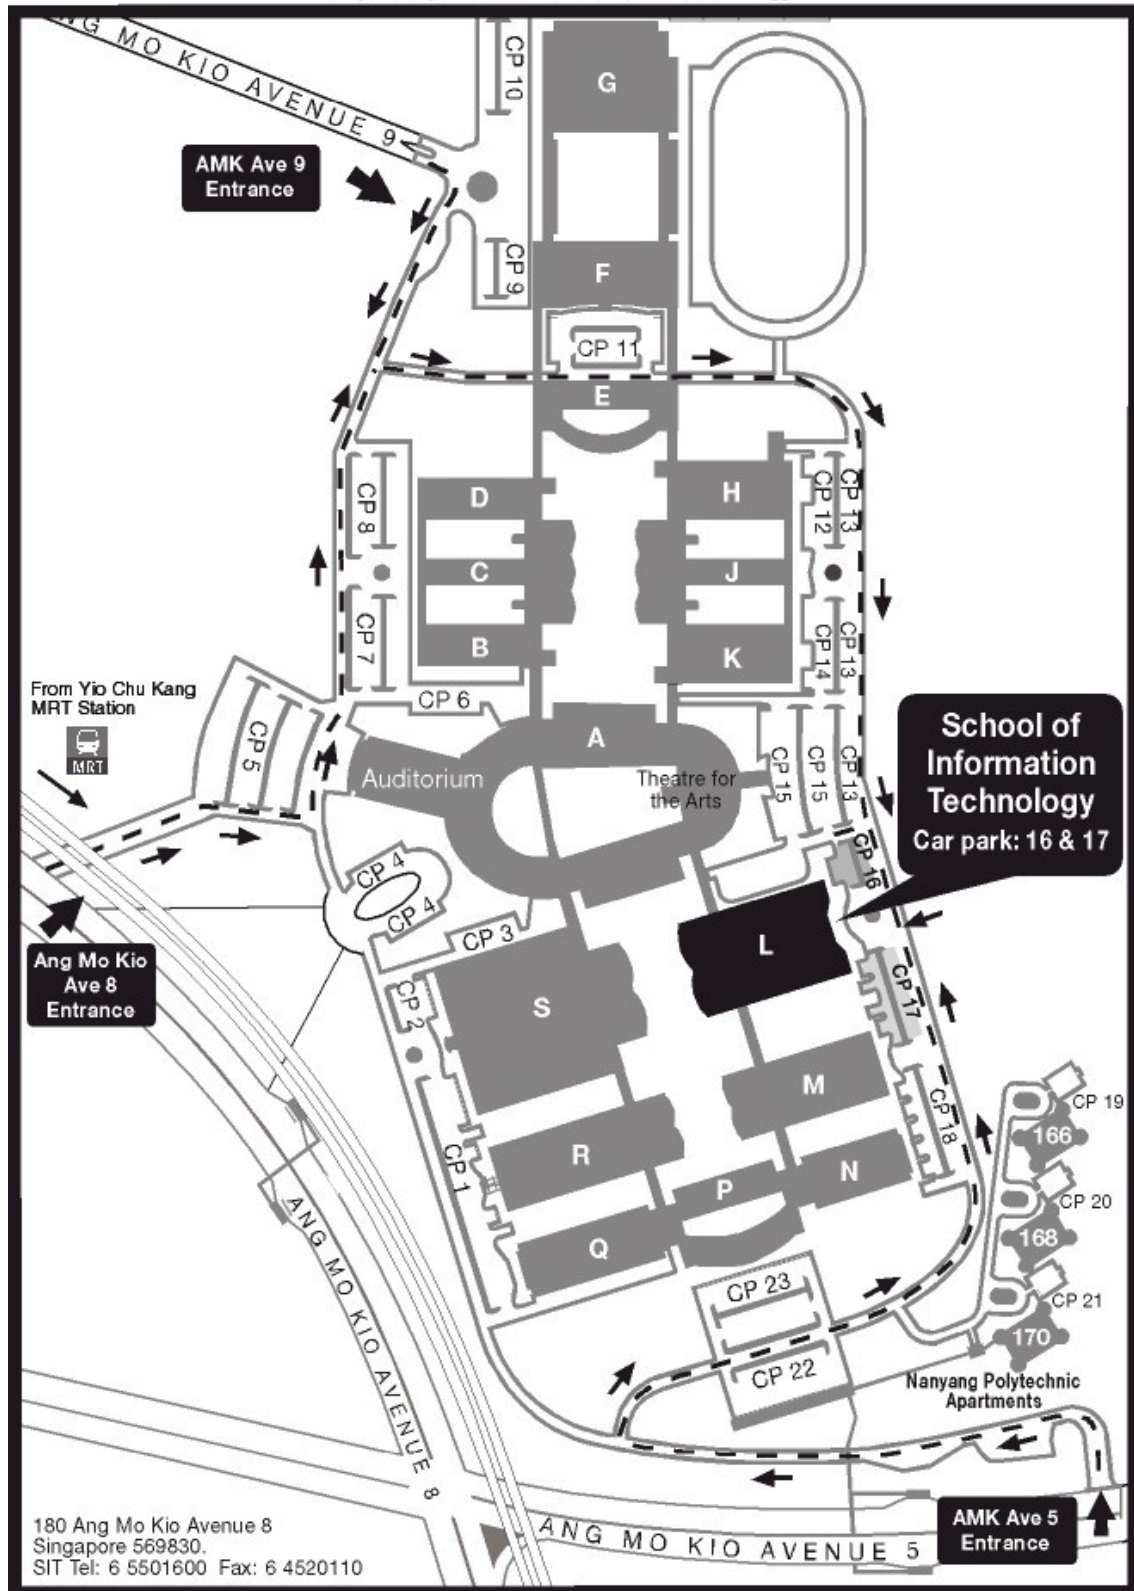 ANG MO KIO AVENUE 9
CP 10
G
AMK Ave 9
Entrance
CP 9
F
CP 11
E
D
H
CP 8
CP 12
CP 13
C
J
CP 7
B
K
CP 14
CP 13
From Yio Chu Kang
MRT Station
MRT
CP 6
CP 5
A
Auditorium
Theatre for
the Arts
CP 15
CP 15
CP 13
School of
Information
Technology
Car park: 16 & 17
CP 4
CP 4
CP 16
CP 3
L
Ang Mo Kio
Ave 8
Entrance
CP 2
S
CP 17
M
CP 18
CP 19
166
CP 1
R
N
P
CP 20
168
Q
CP 23
CP 21
170
CP 22
Nanyang Polytechnic
Apartments
ANG MO KIO AVENUE 8
180 Ang Mo Kio Avenue 8
Singapore 569830.
SIT Tel: 6 5501600 Fax: 6 4520110
ANG MO KIO AVENUE 5
AMK Ave 5
Entrance